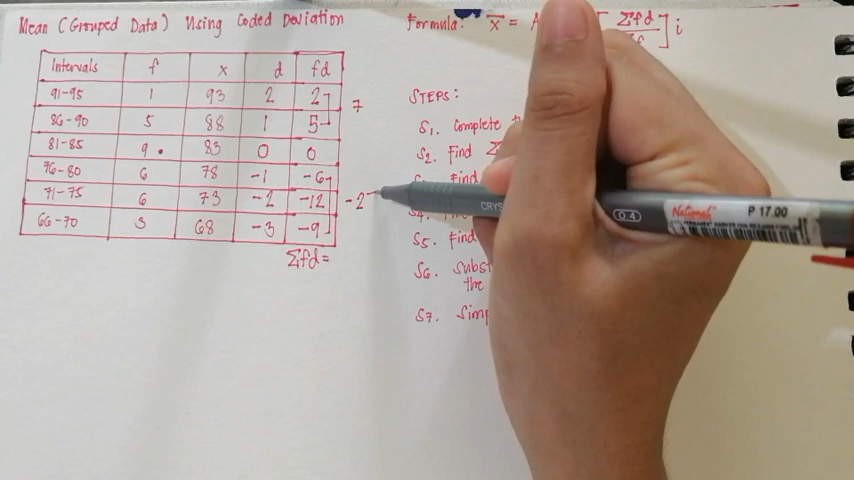 Mean (Grouped Data) Using Coded Deviation
Intervals f x d fd
91-95 1 93 2 2
86-90 5 88 1 5
81-85 9 83 0 0
76-80 6 78 -1 -6
71-75 6 73 -2 -12
66-70 3 68 -3 -9
7
-2
Σfd =
Formula: x̄ = Σfd ] i
STEPS:
S1. Complete
S2. Find Σ
Find
S5. Find
S6. 
the
S7.
National
P 17.00
0.4